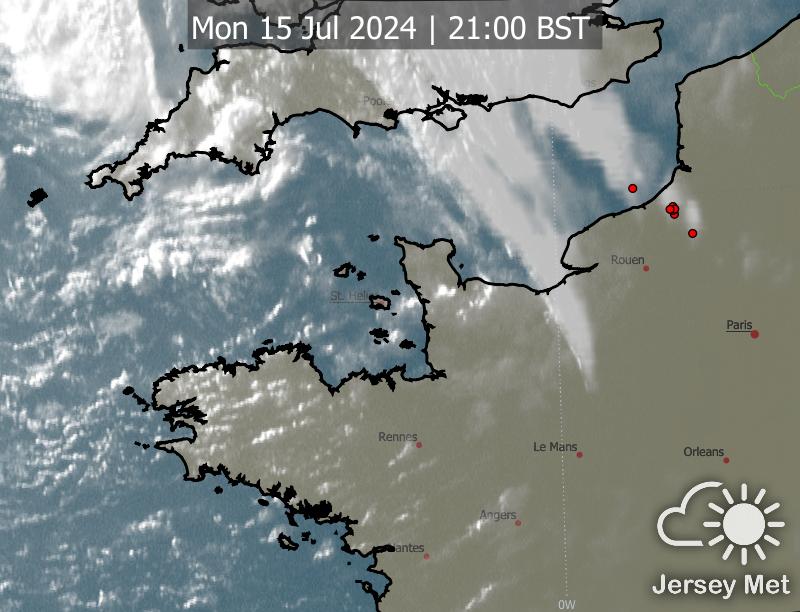 Mon 15 Jul 2024 | 21:00 BST
Poole
St. Helier
Rouen
Paris
Rennes
Le Mans
Orleans
Angers
Nantes
Jersey Met
0W